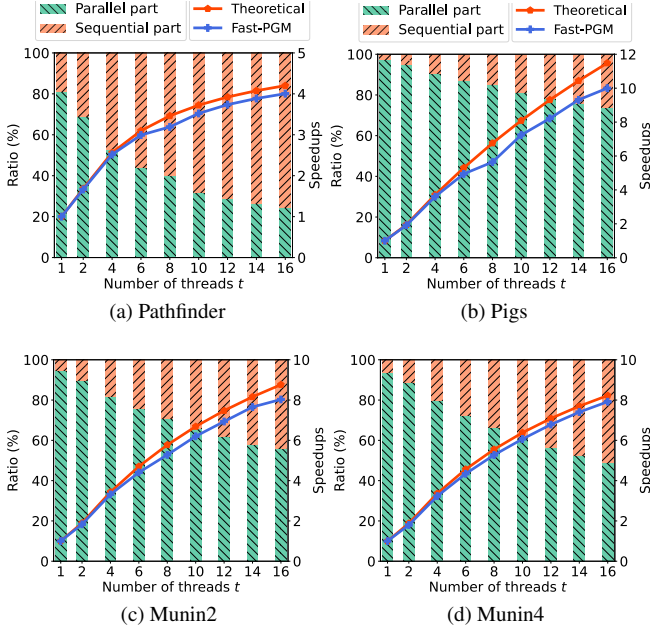 Parallel part
Sequential part
Theoretical
Fast-PGM
Parallel part
Sequential part
Theoretical
Fast-PGM
100
80
60
40
20
0
Ratio (%)
5
4
3
2
1
0
Speedups
1 2 4 6 8 10 12 14 16
Number of threads t
(a) Pathfinder
100
80
60
40
20
0
Ratio (%)
12
10
8
6
4
2
0
Speedups
1 2 4 6 8 10 12 14 16
Number of threads t
(b) Pigs
100
80
60
40
20
0
Ratio (%)
10
8
6
4
2
0
Speedups
1 2 4 6 8 10 12 14 16
Number of threads t
(c) Munin2
100
80
60
40
20
0
Ratio (%)
10
8
6
4
2
0
Speedups
1 2 4 6 8 10 12 14 16
Number of threads t
(d) Munin4